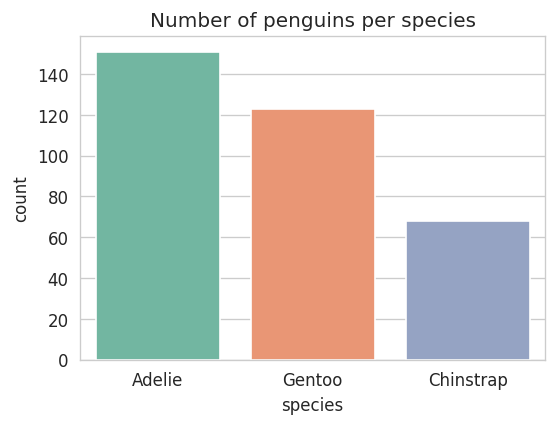 Number of penguins per species
140
120
100
80
60
40
20
0
count
Adelie Gentoo Chinstrap
species